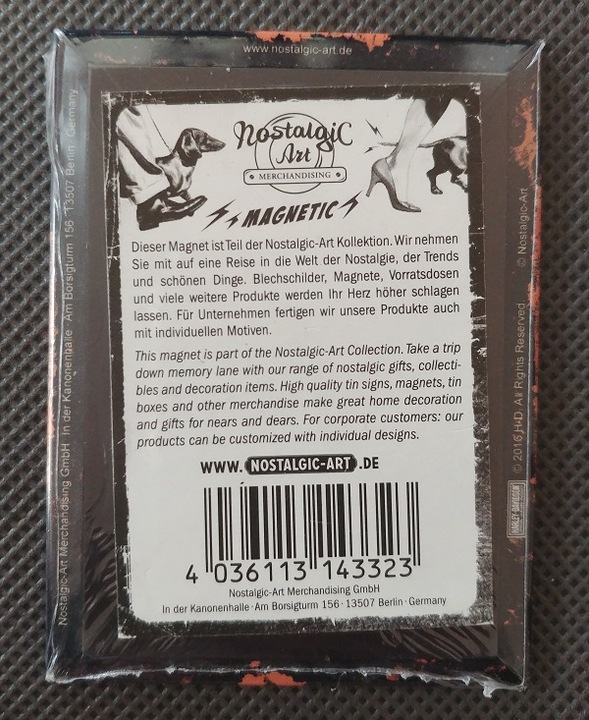 www.nostalgic-art.de
Nostalgic
Art
MERCHANDISING
MAGNETIC
Dieser Magnet ist Teil der Nostalgic-Art Kollektion. Wir nehmen
Sie mit auf eine Reise in die Welt der Nostalgie, der Trends
und schönen Dinge. Blechschilder, Magnete, Vorratsdosen
und viele weitere Produkte werden Ihr Herz höher schlagen
lassen. Für Unternehmen fertigen wir unsere Produkte auch
mit individuellen Motiven.
This magnet is part of the Nostalgic-Art Collection. Take a trip
down memory lane with our range of nostalgic gifts, collecti-
bles and decoration items. High quality tin signs, magnets, tin
boxes and other merchandise make great home decoration
and gifts for nears and dears. For corporate customers: our
products can be customized with individual designs.
WWW. NOSTALGIC-ART .DE
4 036113 143323
Nostalgic-Art Merchandising GmbH
In der Kanonenhalle · Am Borsigturm 156 · 13507 Berlin · Germany
Nostalgic-Art Merchandising GmbH In der Kanonenhalle · Am Borsigturm 156 · 13507 Berlin · Germany
© 2016 H-D. All Rights Reserved © Nostalgic-Art
HARLEY-DAVIDSON